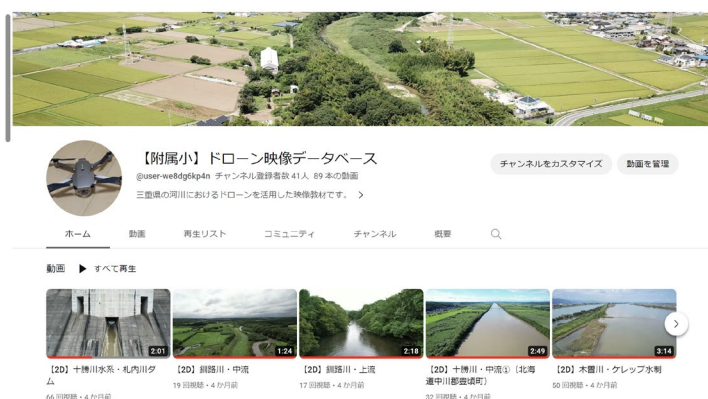 【附属小】ドローン映像データベース
@user-we8dg6kp4n チャンネル登録者数 41人 89 本の動画
三重県の河川におけるドローンを活用した映像教材です。
チャンネルをカスタマイズ
動画を管理
ホーム 動画 再生リスト コミュニティ チャンネル 概要
動画 すべて再生
2:01
1:24
2:18
2:49
3:14
【2D】十勝川水系・札内川ダム
66 回視聴・4 か月前
【2D】釧路川・中流
19 回視聴・4 か月前
【2D】釧路川・上流
17 回視聴・4 か月前
【2D】十勝川・中流①（北海
道中川郡豊頃町）
32 回視聴・4 か月前
【2D】木曽川・ケレップ水制
50 回視聴・4 か月前